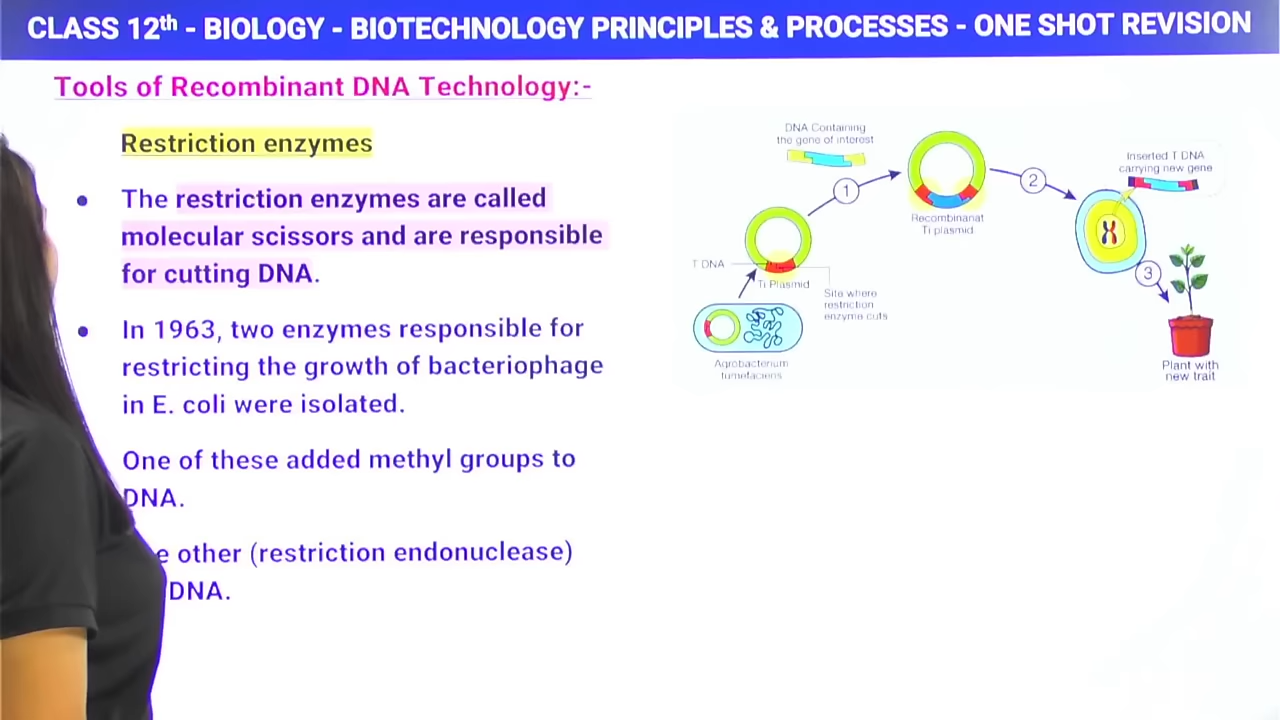 CLASS 12th - BIOLOGY - BIOTECHNOLOGY PRINCIPLES & PROCESSES - ONE SHOT REVISION
Tools of Recombinant DNA Technology:-
Restriction enzymes
• The restriction enzymes are called
molecular scissors and are responsible
for cutting DNA.
• In 1963, two enzymes responsible for
restricting the growth of bacteriophage
in E. coli were isolated.
One of these added methyl groups to
DNA.
other (restriction endonuclease)
DNA.
DNA Containing
the gene of interest
1
Recombinanat
Ti plasmid
2
Inserted T DNA
carrying new gene
T DNA
Ti Plasmid
Site where
restriction
enzyme cuts
Agrobacterium
tumefaciens
3
Plant with
new trait